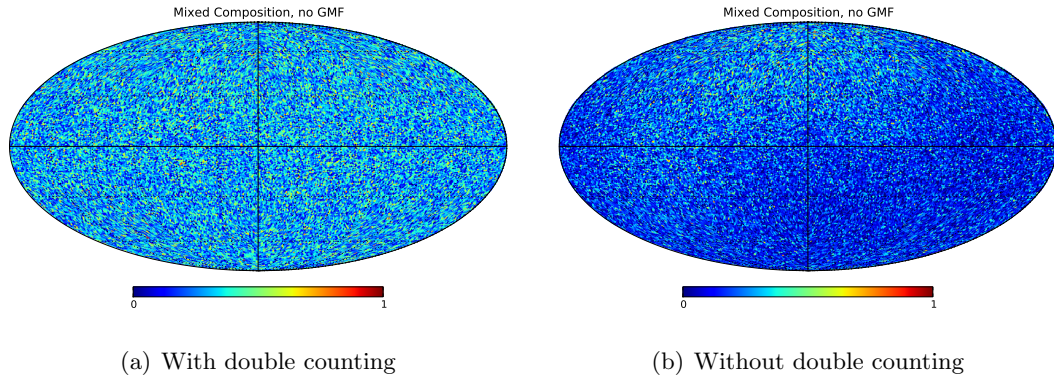 Mixed Composition, no GMF
0 1
(a) With double counting
Mixed Composition, no GMF
0 1
(b) Without double counting